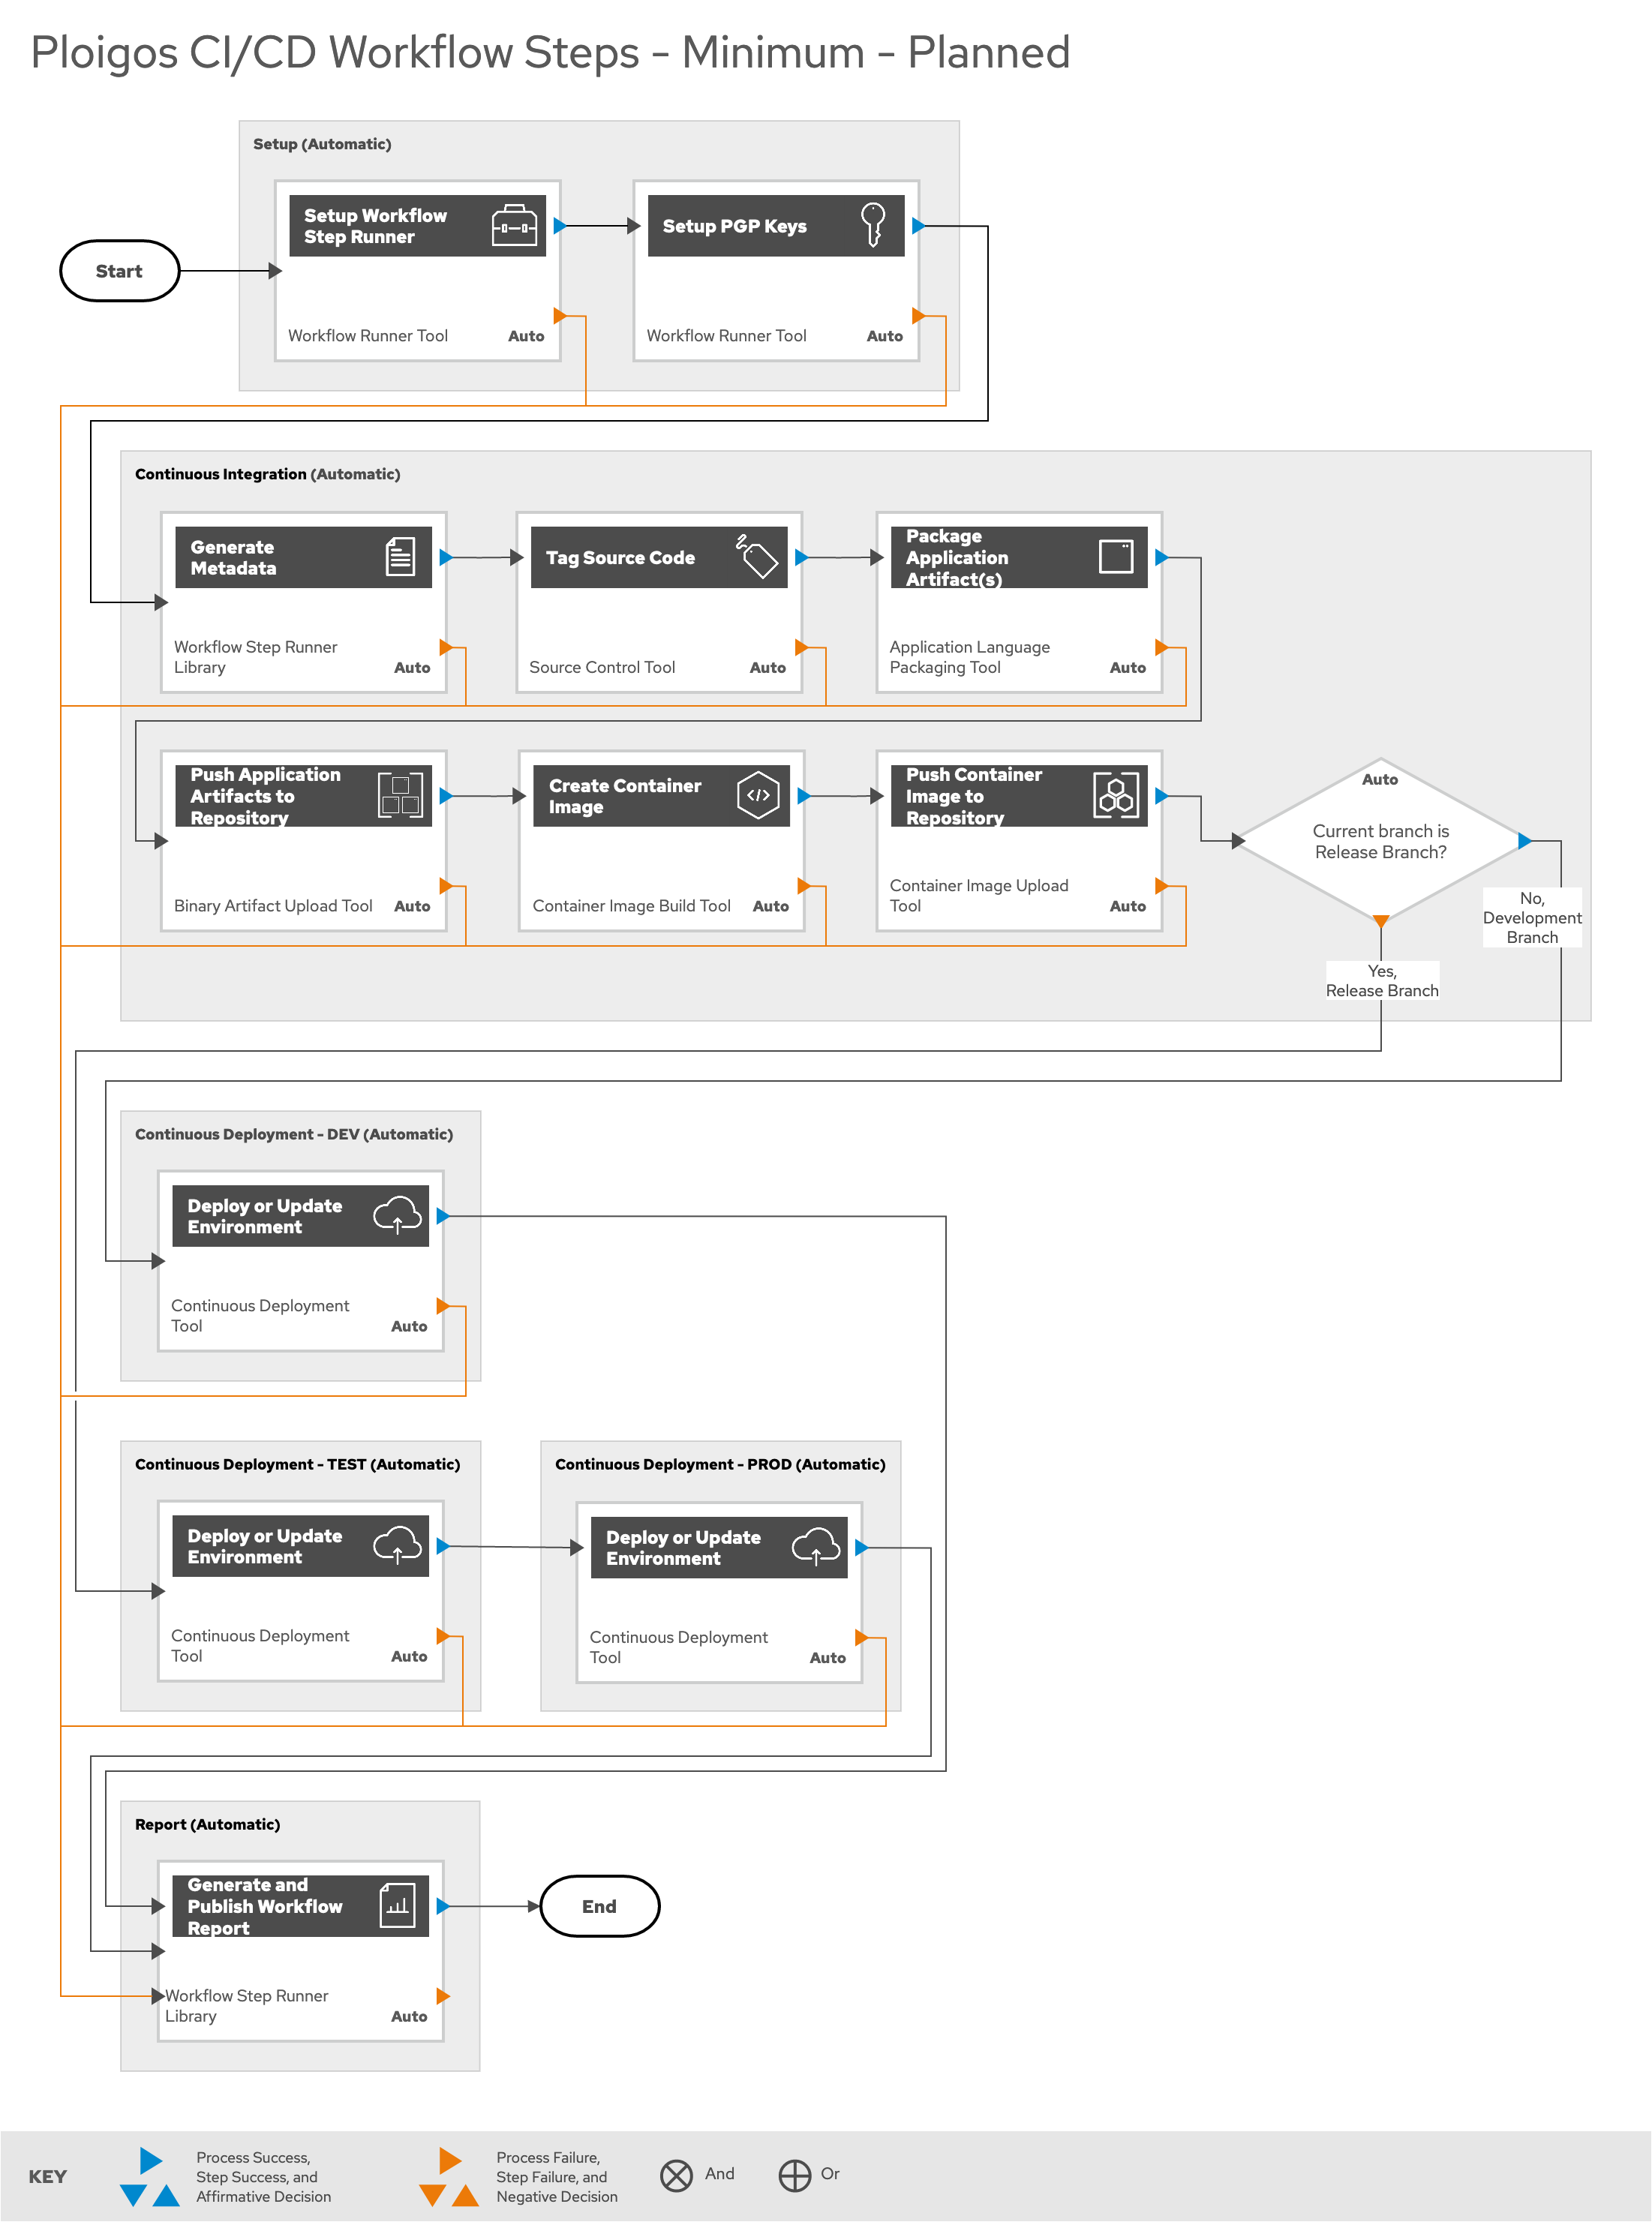 Ploigos CI/CD Workflow Steps - Minimum - Planned
Setup (Automatic)
Start
Setup Workflow
Step Runner
Workflow Runner Tool
Auto
Setup PGP Keys
Workflow Runner Tool
Auto
Continuous Integration (Automatic)
Generate
Metadata
Workflow Step Runner
Library
Auto
Tag Source Code
Source Control Tool
Auto
Package
Application
Artifact(s)
Application Language
Packaging Tool
Auto
Push Application
Artifacts to
Repository
Binary Artifact Upload Tool
Auto
Create Container
Image
Container Image Build Tool
Auto
Push Container
Image to
Repository
Container Image Upload
Tool
Auto
Auto
Current branch is
Release Branch?
No,
Development
Branch
Yes,
Release Branch
Continuous Deployment - DEV (Automatic)
Deploy or Update
Environment
Continuous Deployment
Tool
Auto
Continuous Deployment - TEST (Automatic)
Deploy or Update
Environment
Continuous Deployment
Tool
Auto
Continuous Deployment - PROD (Automatic)
Deploy or Update
Environment
Continuous Deployment
Tool
Auto
Report (Automatic)
Generate and
Publish Workflow
Report
Workflow Step Runner
Library
Auto
End
KEY
Process Success,
Step Success, and
Affirmative Decision
Process Failure,
Step Failure, and
Negative Decision
And
Or